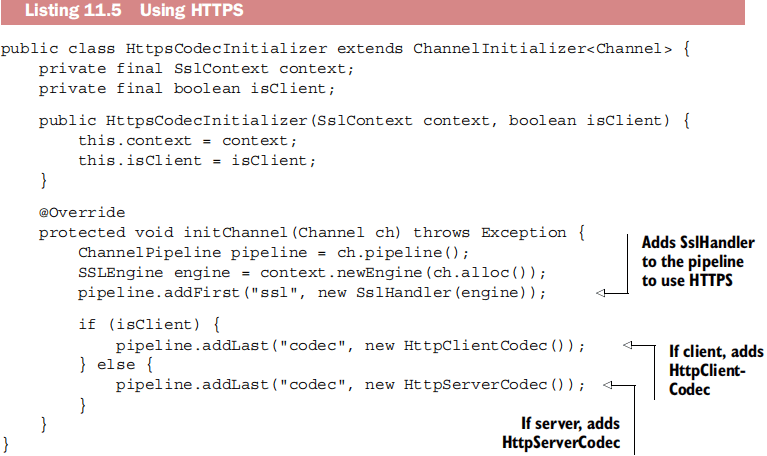 Listing 11.5 Using HTTPS
public class HttpsCodecInitializer extends ChannelInitializer<Channel> {
private final SslContext context;
private final boolean isClient;
public HttpsCodecInitializer(SslContext context, boolean isClient) {
this.context = context;
this.isClient = isClient;
}
@Override
protected void initChannel(Channel ch) throws Exception {
ChannelPipeline pipeline = ch.pipeline();
SSLEngine engine = context.newEngine(ch.alloc());
pipeline.addFirst("ssl", new SslHandler(engine));
Adds SslHandler
to the pipeline
to use HTTPS
if (isClient) {
pipeline.addLast("codec", new HttpClientCodec());
} else {
pipeline.addLast("codec", new HttpServerCodec());
}
}
}
If client, adds
HttpClient-
Codec
If server, adds
HttpServerCodec